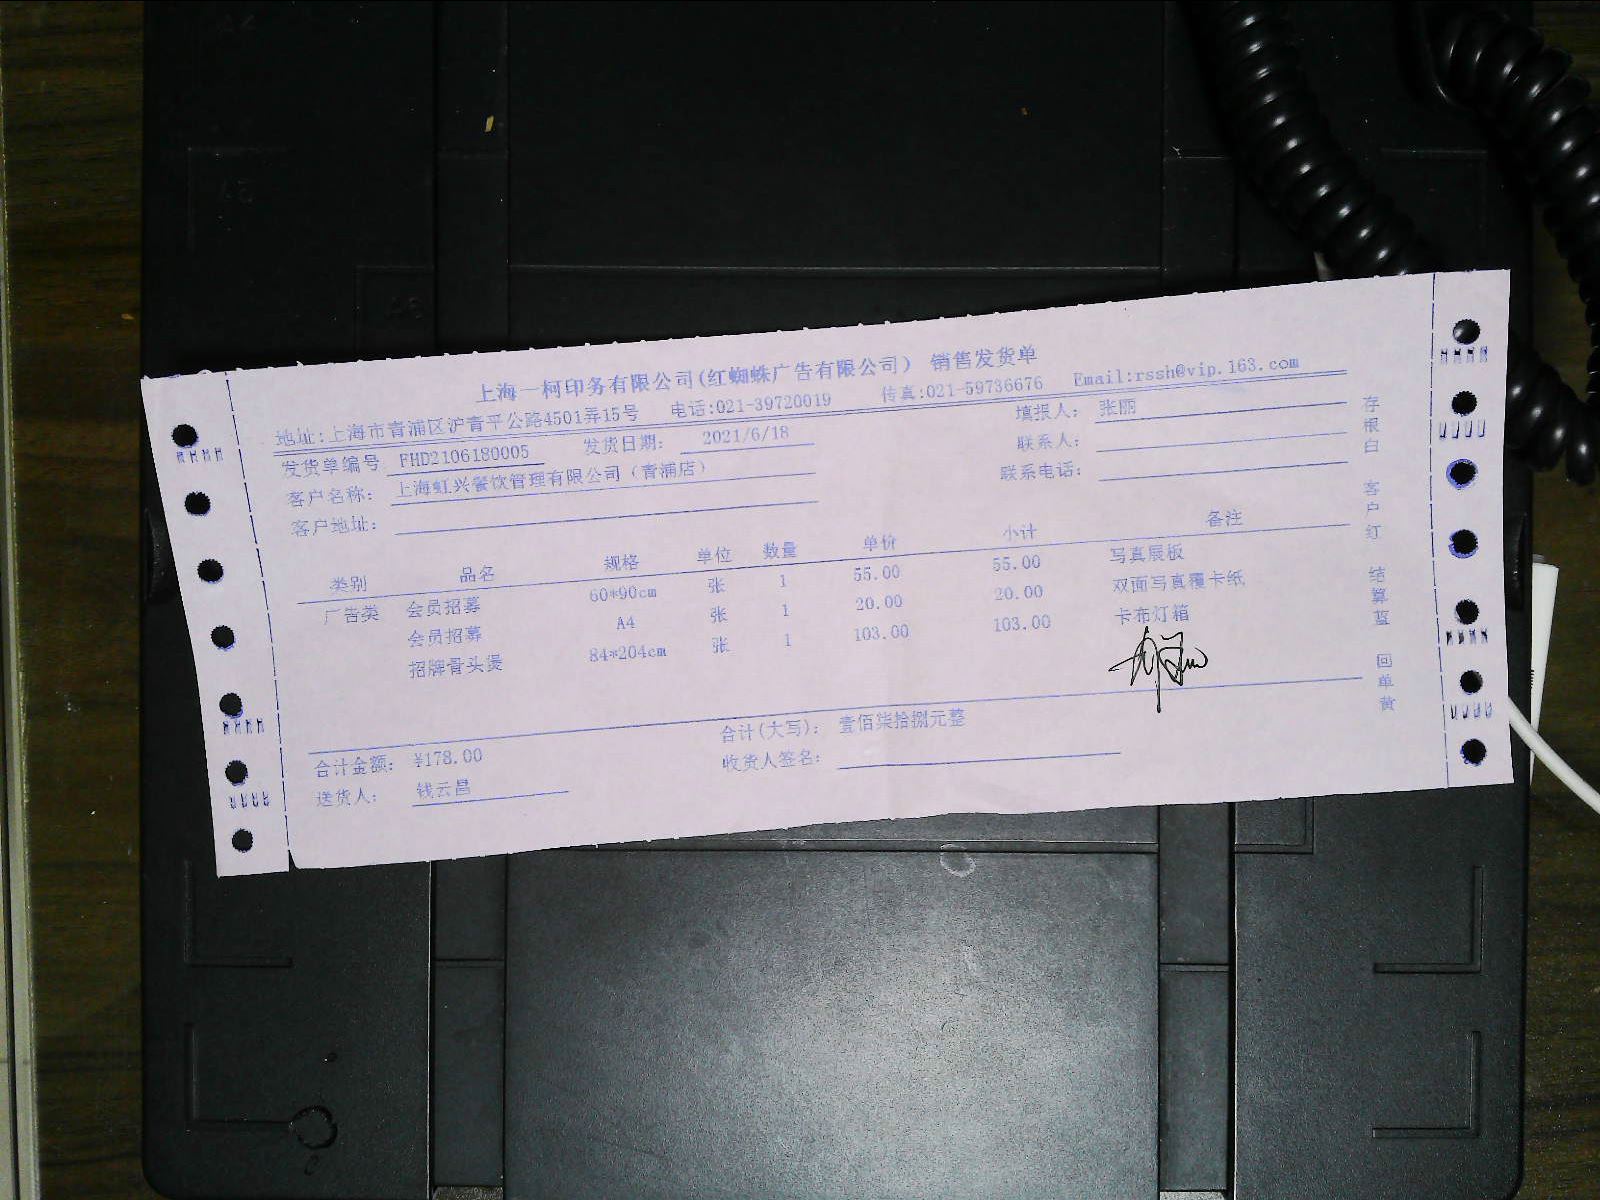 上海一柯印务有限公司(红蜘蛛广告有限公司) 销售发货单
地址:上海市青浦区沪青平公路4501弄15号 电话:021-39720019 传真:021-59736676 Email:rssh@vip.163.com
发货单编号 FHD2106180005 发货日期: 2021/6/18 填报人: 张丽
客户名称: 上海虹兴餐饮管理有限公司（青浦店） 联系人:
客户地址: 联系电话:
类别 品名 规格 单位 数量 单价 小计 备注
广告类 会员招募 60*90cm 张 1 55.00 55.00 写真展板
会员招募 A4 张 1 20.00 20.00 双面写真覆卡纸
招牌骨头煲 84*204cm 张 1 103.00 103.00 卡布灯箱
合计金额: ¥178.00 合计(大写): 壹佰柒拾捌元整
送货人: 钱云昌 收货人签名:
存根白 客户红 结算蓝 回单黄